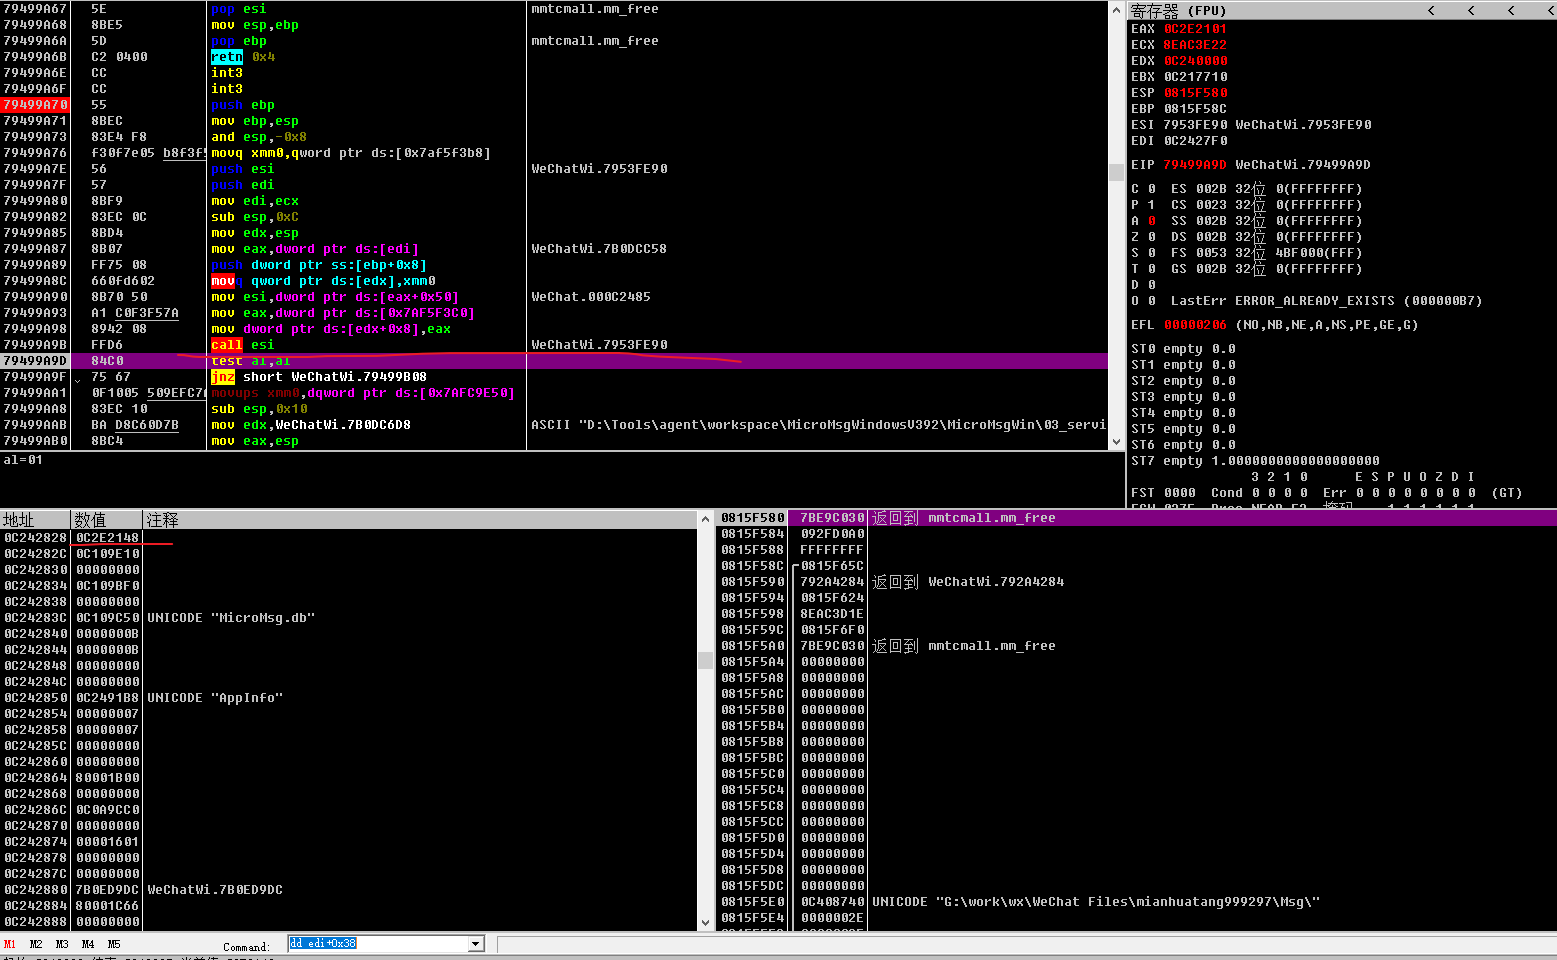 79499A67 5E pop esi mmtcmall.mm_free
79499A68 8BE5 mov esp,ebp
79499A6A 5D pop ebp mmtcmall.mm_free
79499A6B C2 0400 retn 0x4
79499A6E CC int3
79499A6F CC int3
79499A70 55 push ebp
79499A71 8BEC mov ebp,esp
79499A73 83E4 F8 and esp,-0x8
79499A76 f30f7e05 b8f3f5 movq xmm0,qword ptr ds:[0x7af5f3b8]
79499A7E 56 push esi WeChatWi.7953FE90
79499A7F 57 push edi
79499A80 8BF9 mov edi,ecx
79499A82 83EC 0C sub esp,0xC
79499A85 8BD4 mov edx,esp
79499A87 8B07 mov eax,dword ptr ds:[edi] WeChatWi.7B0DCC58
79499A89 FF75 08 push dword ptr ss:[ebp+0x8]
79499A8C 660fd602 movq qword ptr ds:[edx],xmm0
79499A90 8B70 50 mov esi,dword ptr ds:[eax+0x50] WeChat.000C2485
79499A93 A1 C0F3F57A mov eax,dword ptr ds:[0x7AF5F3C0]
79499A98 8942 08 mov dword ptr ds:[edx+0x8],eax
79499A9B FFD6 call esi WeChatWi.7953FE90
79499A9D 84C0 test al,al
79499A9F 75 67 jnz short WeChatWi.79499B08
79499AA1 0F1005 509EFC7A movups xmm0,dqword ptr ds:[0x7AFC9E50]
79499AA8 83EC 10 sub esp,0x10
79499AAB BA D8C60D7B mov edx,WeChatWi.7B0DC6D8 ASCII "D:\Tools\agent\workspace\MicroMsgWindowsV392\MicroMsgWin\03_servi
79499AB0 8BC4 mov eax,esp
al=01
寄存器 (FPU) < < < <
EAX 0C2E2101
ECX 8EAC3E22
EDX 0C240000
EBX 0C217710
ESP 0815F580
EBP 0815F58C
ESI 7953FE90 WeChatWi.7953FE90
EDI 0C2427F0
EIP 79499A9D WeChatWi.79499A9D
C 0 ES 002B 32位 0(FFFFFFFF)
P 1 CS 0023 32位 0(FFFFFFFF)
A 0 SS 002B 32位 0(FFFFFFFF)
Z 0 DS 002B 32位 0(FFFFFFFF)
S 0 FS 0053 32位 4BF000(FFF)
T 0 GS 002B 32位 0(FFFFFFFF)
D 0
O 0 LastErr ERROR_ALREADY_EXISTS (000000B7)
EFL 00000206 (NO,NB,NE,A,NS,PE,GE,G)
ST0 empty 0.0
ST1 empty 0.0
ST2 empty 0.0
ST3 empty 0.0
ST4 empty 0.0
ST5 empty 0.0
ST6 empty 0.0
ST7 empty 1.0000000000000000000
3 2 1 0 E S P U O Z D I
FST 0000 Cond 0 0 0 0 Err 0 0 0 0 0 0 0 0 (GT)
地址 数值 注释
0C242828 0C2E2148
0C24282C 0C109E10
0C242830 00000000
0C242834 0C109BF0
0C242838 00000000
0C24283C 0C109C50 UNICODE "MicroMsg.db"
0C242840 0000000B
0C242844 0000000B
0C242848 00000000
0C24284C 00000000
0C242850 0C2491B8 UNICODE "AppInfo"
0C242854 00000007
0C242858 00000007
0C24285C 00000000
0C242860 00000000
0C242864 80001B00
0C242868 00000000
0C24286C 0C0A9CC0
0C242870 00000000
0C242874 00001601
0C242878 00000000
0C24287C 00000000
0C242880 7B0ED9DC WeChatWi.7B0ED9DC
0C242884 80001C66
0C242888 00000000
0815F580 7BE9C030 返回到 mmtcmall.mm_free
0815F584 092FD0A0
0815F588 FFFFFFFF
0815F58C 0815F65C
0815F590 792A4284 返回到 WeChatWi.792A4284
0815F594 0815F624
0815F598 8EAC3D1E
0815F59C 0815F6F0
0815F5A0 7BE9C030 返回到 mmtcmall.mm_free
0815F5A4 00000000
0815F5A8 00000000
0815F5AC 00000000
0815F5B0 00000000
0815F5B4 00000000
0815F5B8 00000000
0815F5BC 00000000
0815F5C0 00000000
0815F5C4 00000000
0815F5C8 00000000
0815F5CC 00000000
0815F5D0 00000000
0815F5D4 00000000
0815F5D8 00000000
0815F5DC 00000000
0815F5E0 0C408740 UNICODE "G:\work\wx\WeChat Files\mianhuatang999297\Msg\"
0815F5E4 0000002E
M1 M2 M3 M4 M5 Command: dd edi+0x38